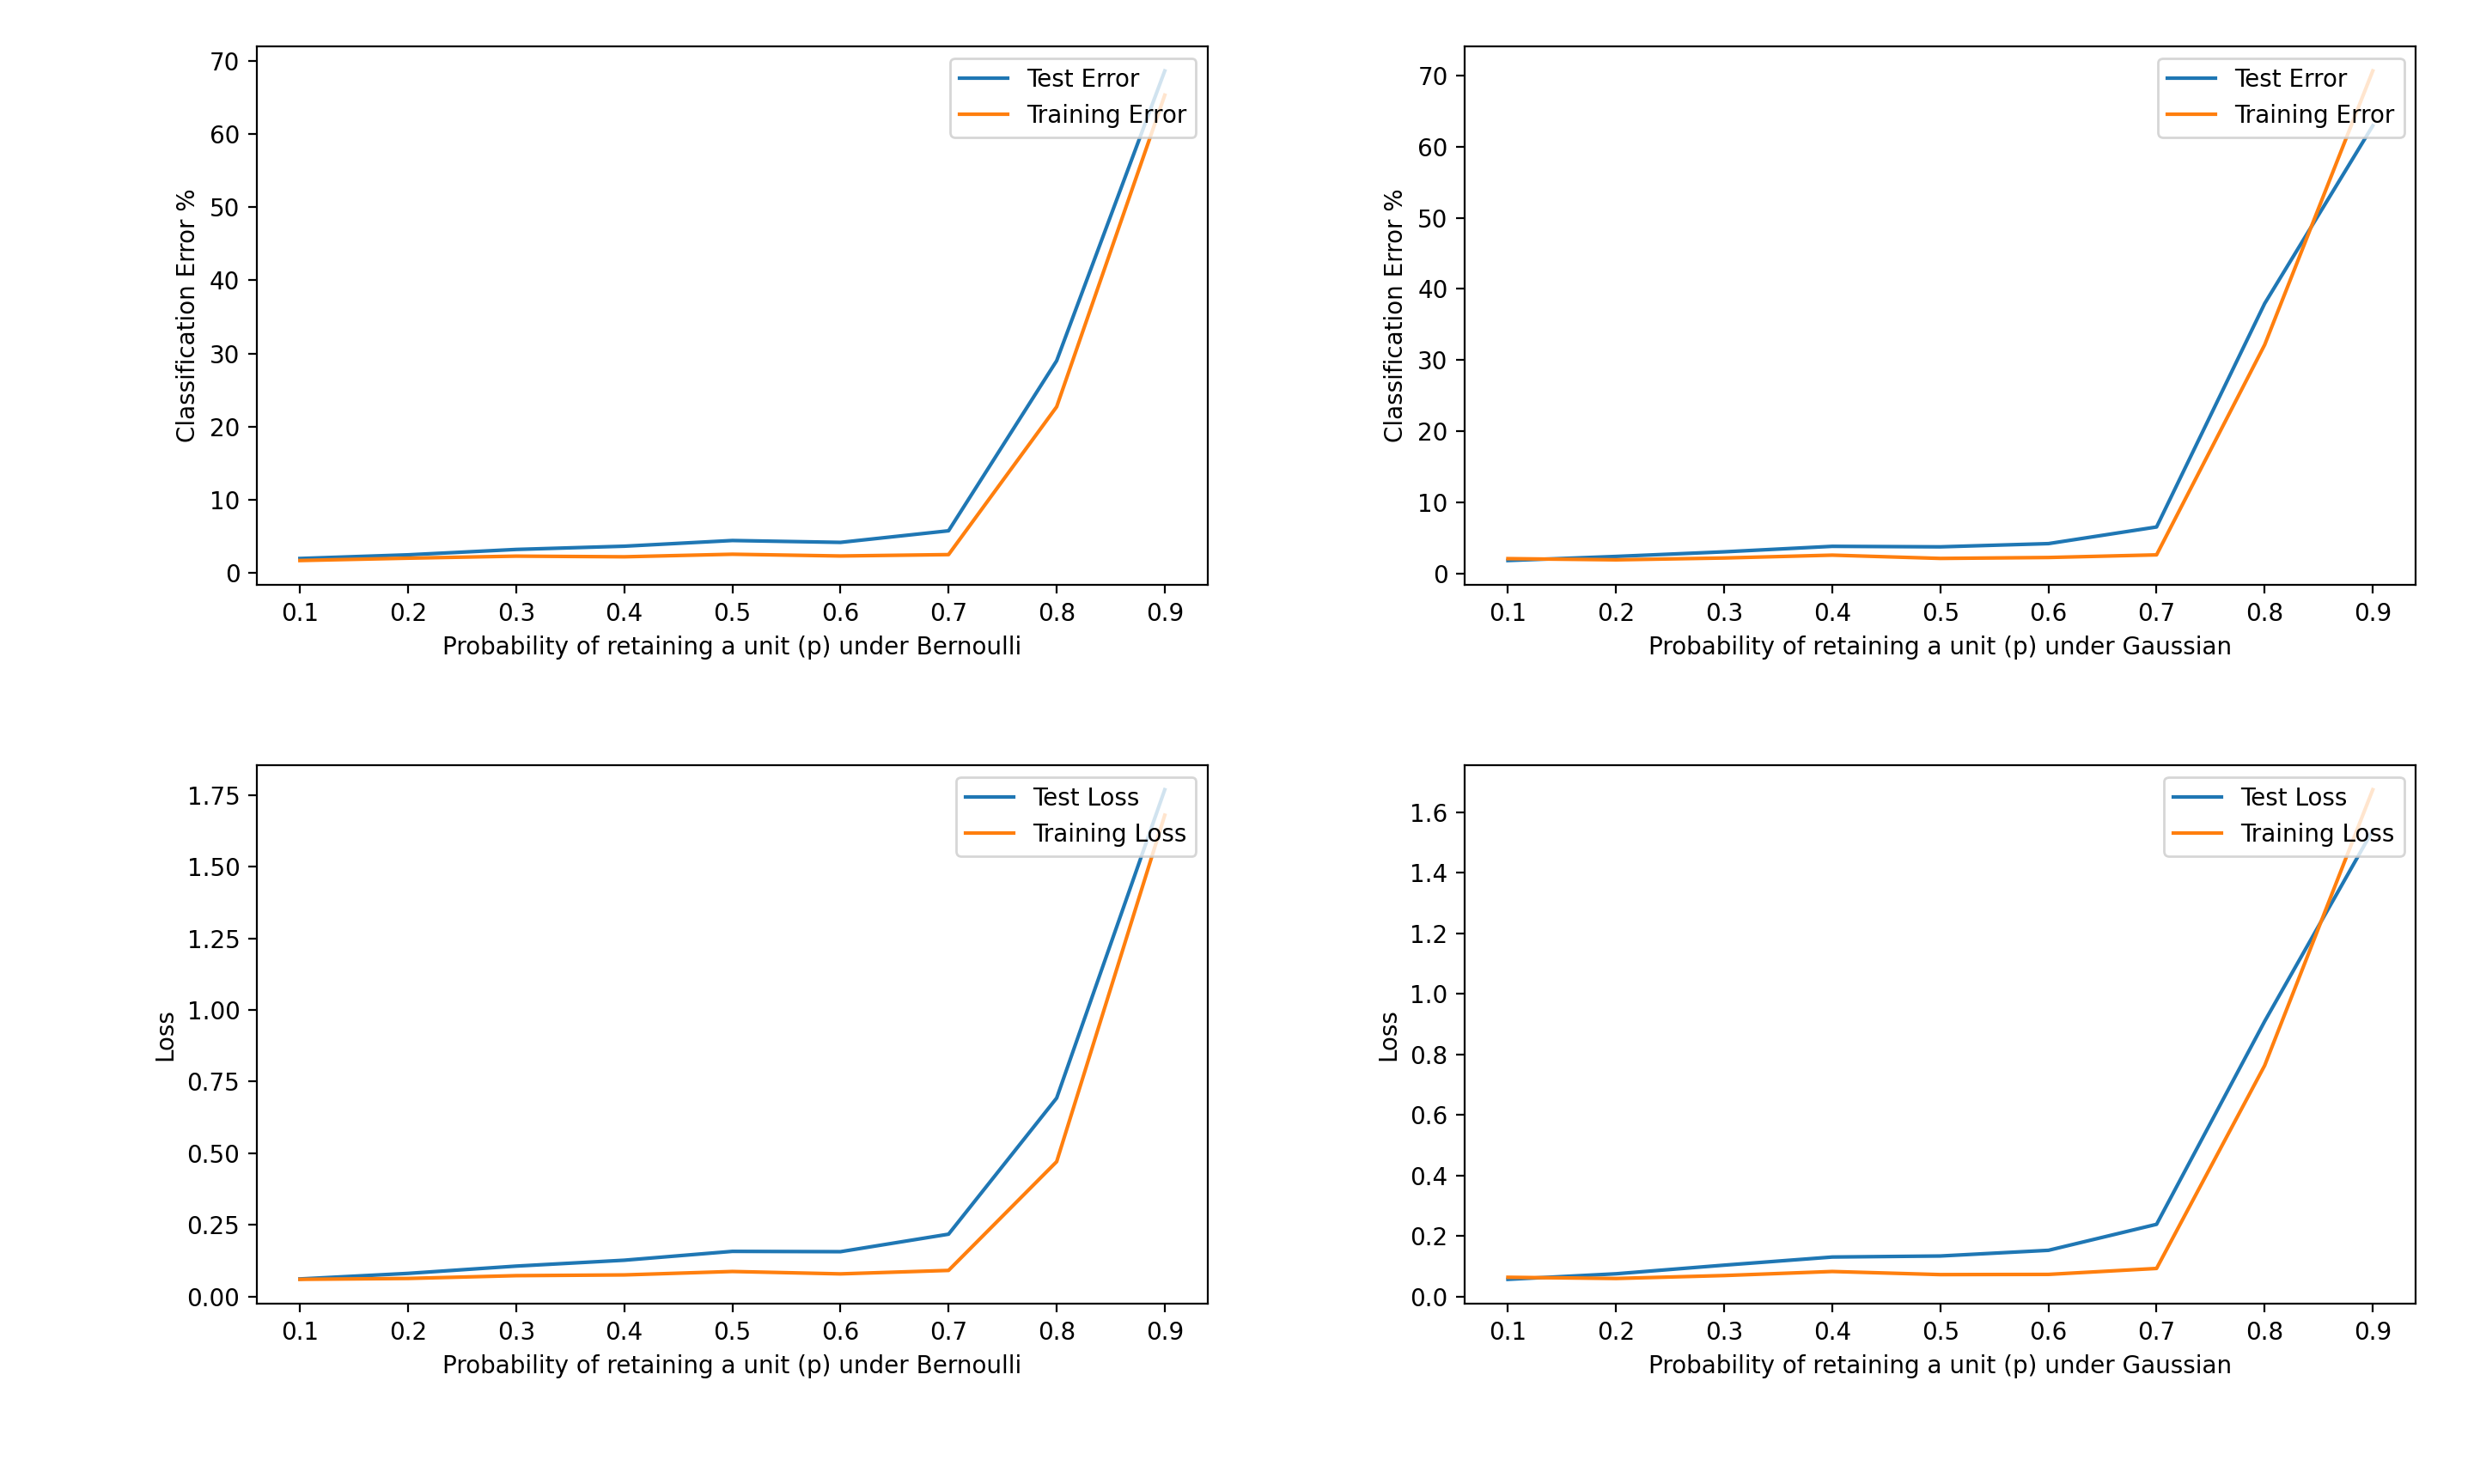 70
60
50
40
30
20
10
0
Classification Error %
Test Error
Training Error
0.1 0.2 0.3 0.4 0.5 0.6 0.7 0.8 0.9
Probability of retaining a unit (p) under Bernoulli
70
60
50
40
30
20
10
0
Classification Error %
Test Error
Training Error
0.1 0.2 0.3 0.4 0.5 0.6 0.7 0.8 0.9
Probability of retaining a unit (p) under Gaussian
1.75
1.50
1.25
1.00
0.75
0.50
0.25
0.00
Loss
Test Loss
Training Loss
0.1 0.2 0.3 0.4 0.5 0.6 0.7 0.8 0.9
Probability of retaining a unit (p) under Bernoulli
1.6
1.4
1.2
1.0
0.8
0.6
0.4
0.2
0.0
Loss
Test Loss
Training Loss
0.1 0.2 0.3 0.4 0.5 0.6 0.7 0.8 0.9
Probability of retaining a unit (p) under Gaussian